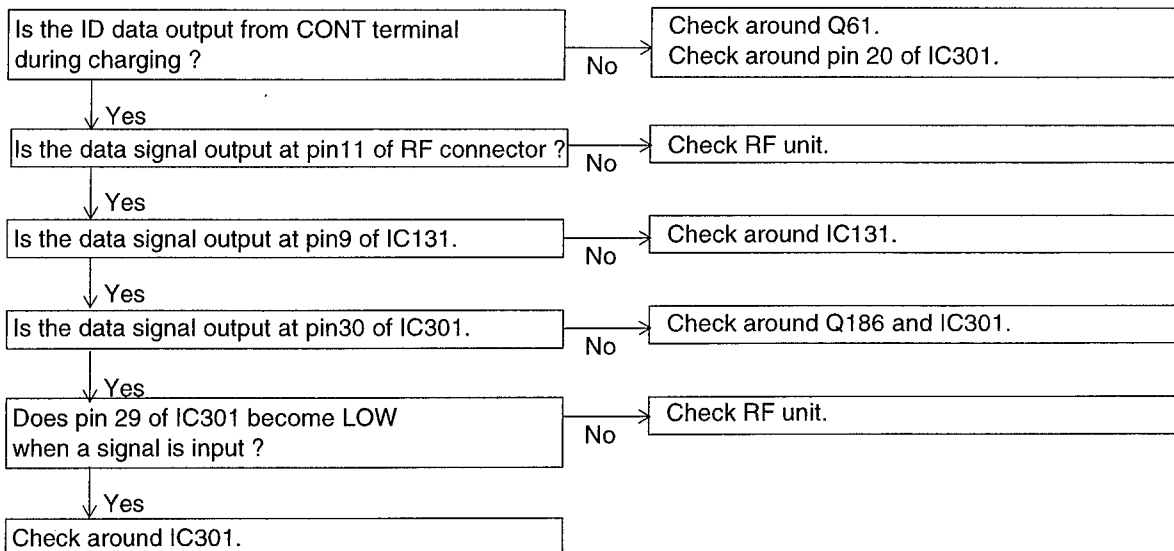 Is the ID data output from CONT terminal
during charging ?
No
Check around Q61.
Check around pin 20 of IC301.
Yes
Is the data signal output at pin11 of RF connector ?
No
Check RF unit.
Yes
Is the data signal output at pin9 of IC131.
No
Check around IC131.
Yes
Is the data signal output at pin30 of IC301.
No
Check around Q186 and IC301.
Yes
Does pin 29 of IC301 become LOW
when a signal is input ?
No
Check RF unit.
Yes
Check around IC301.